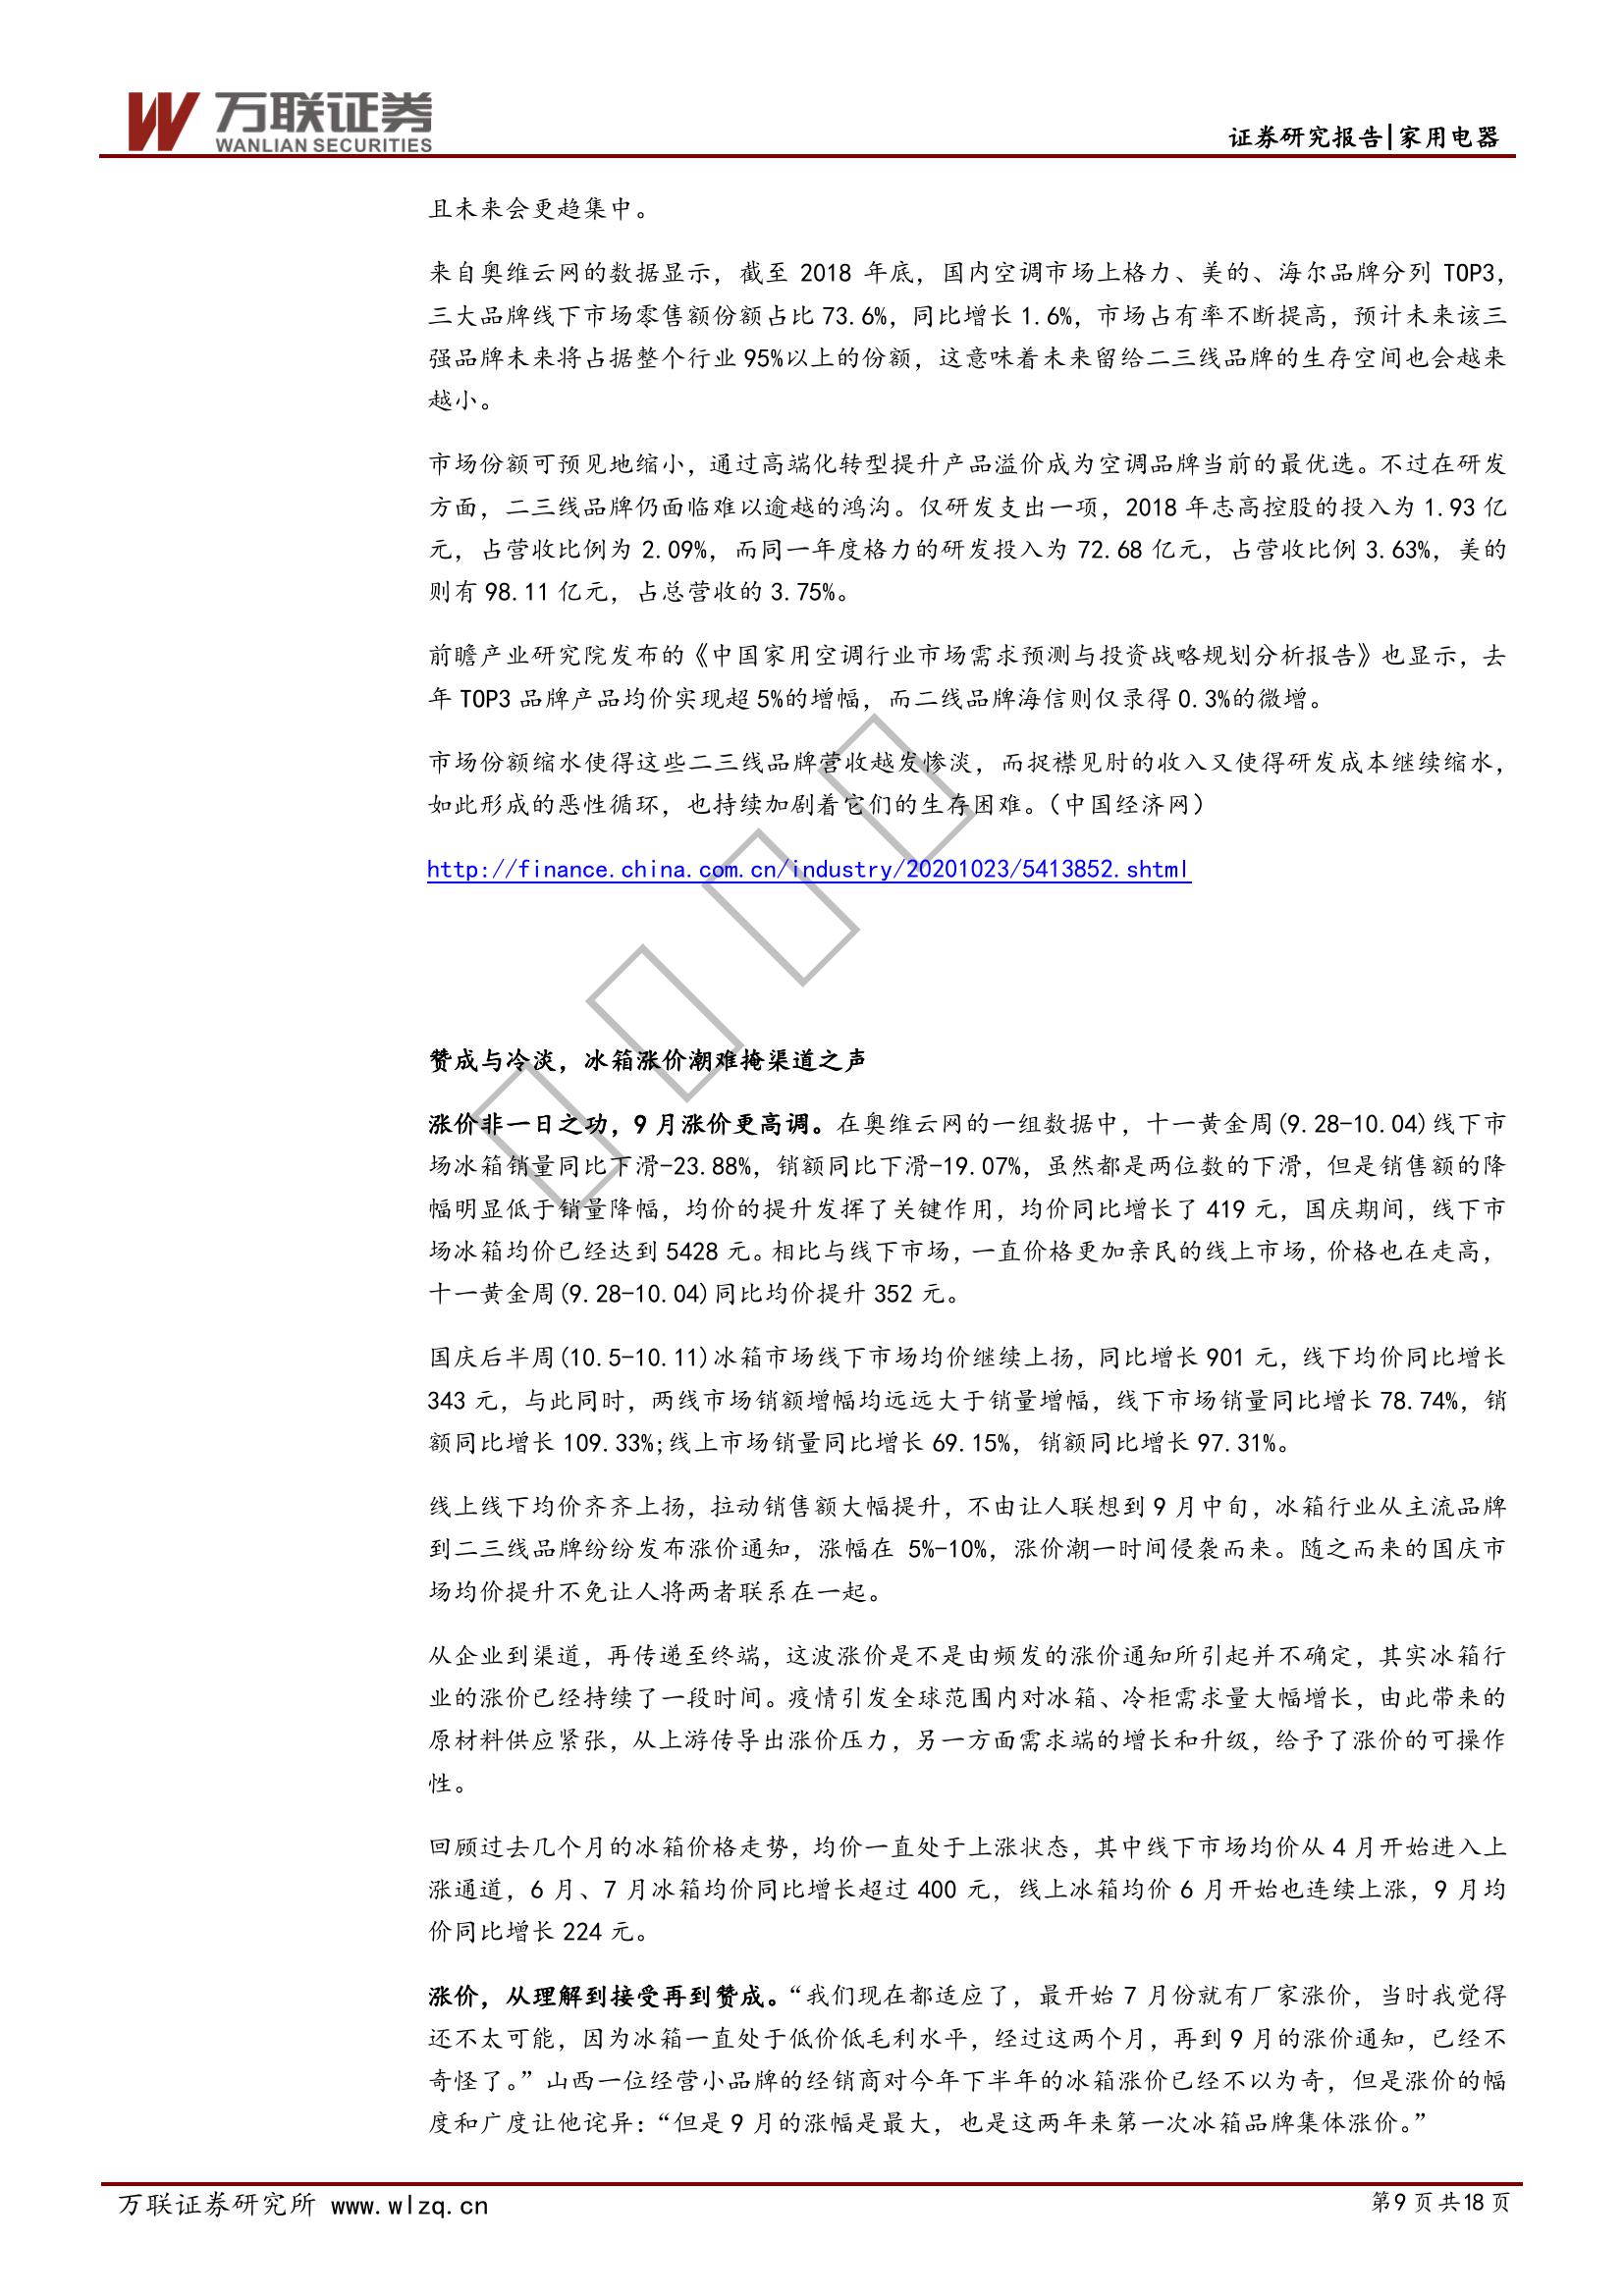 万联证券
WANLIAN SECURITIES
证券研究报告|家用电器
且未来会更趋集中。
来自奥维云网的数据显示，截至 2018 年底，国内空调市场上格力、美的、海尔品牌分列 TOP3，
三大品牌线下市场零售额份额占比 73.6%，同比增长 1.6%，市场占有率不断提高，预计未来该三
强品牌未来将占据整个行业 95%以上的份额，这意味着未来留给二三线品牌的生存空间也会越来
越小。
市场份额可预见地缩小，通过高端化转型提升产品溢价成为空调品牌当前的最优选。不过在研发
方面，二三线品牌仍面临难以逾越的鸿沟。仅研发支出一项，2018 年志高控股的投入为 1.93 亿
元，占营收比例为 2.09%，而同一年度格力的研发投入为 72.68 亿元，占营收比例 3.63%，美的
则有 98.11 亿元，占总营收的 3.75%。
前瞻产业研究院发布的《中国家用空调行业市场需求预测与投资战略规划分析报告》也显示，去
年 TOP3 品牌产品均价实现超 5%的增幅，而二线品牌海信则仅录得 0.3%的微增。
市场份额缩水使得这些二三线品牌营收越发惨淡，而捉襟见肘的收入又使得研发成本继续缩水，
如此形成的恶性循环，也持续加剧着它们的生存困难。（中国经济网）
http://finance.china.com.cn/industry/20201023/5413852.shtml
赞成与冷淡，冰箱涨价潮难掩渠道之声
涨价非一日之功，9 月涨价更高调。在奥维云网的一组数据中，十一黄金周(9.28-10.04)线下市
场冰箱销量同比下滑-23.88%，销额同比下滑-19.07%，虽然都是两位数的下滑，但是销售额的降
幅明显低于销量降幅，均价的提升发挥了关键作用，均价同比增长了 419 元，国庆期间，线下市
场冰箱均价已经达到 5428 元。相比与线下市场，一直价格更加亲民的线上市场，价格也在走高，
十一黄金周(9.28-10.04)同比均价提升 352 元。
国庆后半周(10.5-10.11)冰箱市场线下市场均价继续上扬，同比增长 901 元，线下均价同比增长
343 元，与此同时，两线市场销额增幅均远远大于销量增幅，线下市场销量同比增长 78.74%，销
额同比增长 109.33%;线上市场销量同比增长 69.15%，销额同比增长 97.31%。
线上线下均价齐齐上扬，拉动销售额大幅提升，不由让人联想到 9 月中旬，冰箱行业从主流品牌
到二三线品牌纷纷发布涨价通知，涨幅在 5%-10%，涨价潮一时间侵袭而来。随之而来的国庆市
场均价提升不免让人将两者联系在一起。
从企业到渠道，再传递至终端，这波涨价是不是由频发的涨价通知所引起并不确定，其实冰箱行
业的涨价已经持续了一段时间。疫情引发全球范围内对冰箱、冷柜需求量大幅增长，由此带来的
原材料供应紧张，从上游传导出涨价压力，另一方面需求端的增长和升级，给予了涨价的可操作
性。
回顾过去几个月的冰箱价格走势，均价一直处于上涨状态，其中线下市场均价从 4 月开始进入上
涨通道，6 月、7 月冰箱均价同比增长超过 400 元，线上冰箱均价 6 月开始也连续上涨，9 月均
价同比增长 224 元。
涨价，从理解到接受再到赞成。“我们现在都适应了，最开始 7 月份就有厂家涨价，当时我觉得
还不太可能，因为冰箱一直处于低价低毛利水平，经过这两个月，再到 9 月的涨价通知，已经不
奇怪了。”山西一位经营小品牌的经销商对今年下半年的冰箱涨价已经不以为奇，但是涨价的幅
度和广度让他诧异：“但是 9 月的涨幅是最大，也是这两年来第一次冰箱品牌集体涨价。”
万联证券研究所 www.wlzq.cn
第9 页共18 页